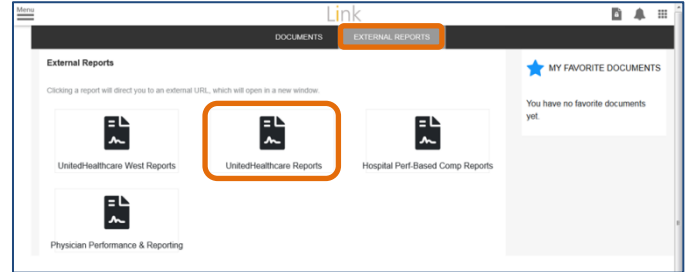 Menu
Link
DOCUMENTS EXTERNAL REPORTS
External Reports
Clicking a report will direct you to an external URL, which will open in a new window.
UnitedHealthcare West Reports
UnitedHealthcare Reports
Hospital Perf-Based Comp Reports
Physician Performance & Reporting
MY FAVORITE DOCUMENTS
You have no favorite documents
yet.